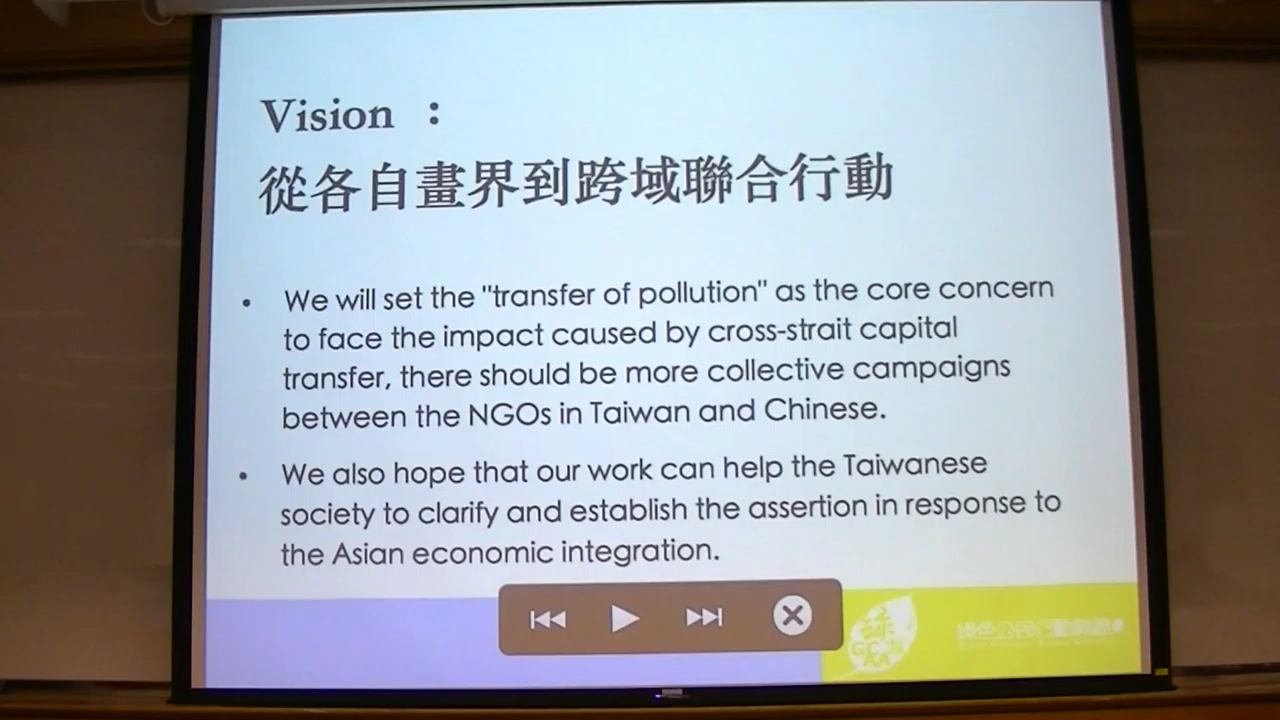 Vision ：
從各自畫界到跨域聯合行動
• We will set the "transfer of pollution" as the core concern
to face the impact caused by cross-strait capital
transfer, there should be more collective campaigns
between the NGOs in Taiwan and Chinese.
• We also hope that our work can help the Taiwanese
society to clarify and establish the assertion in response to
the Asian economic integration.
綠
GCAA